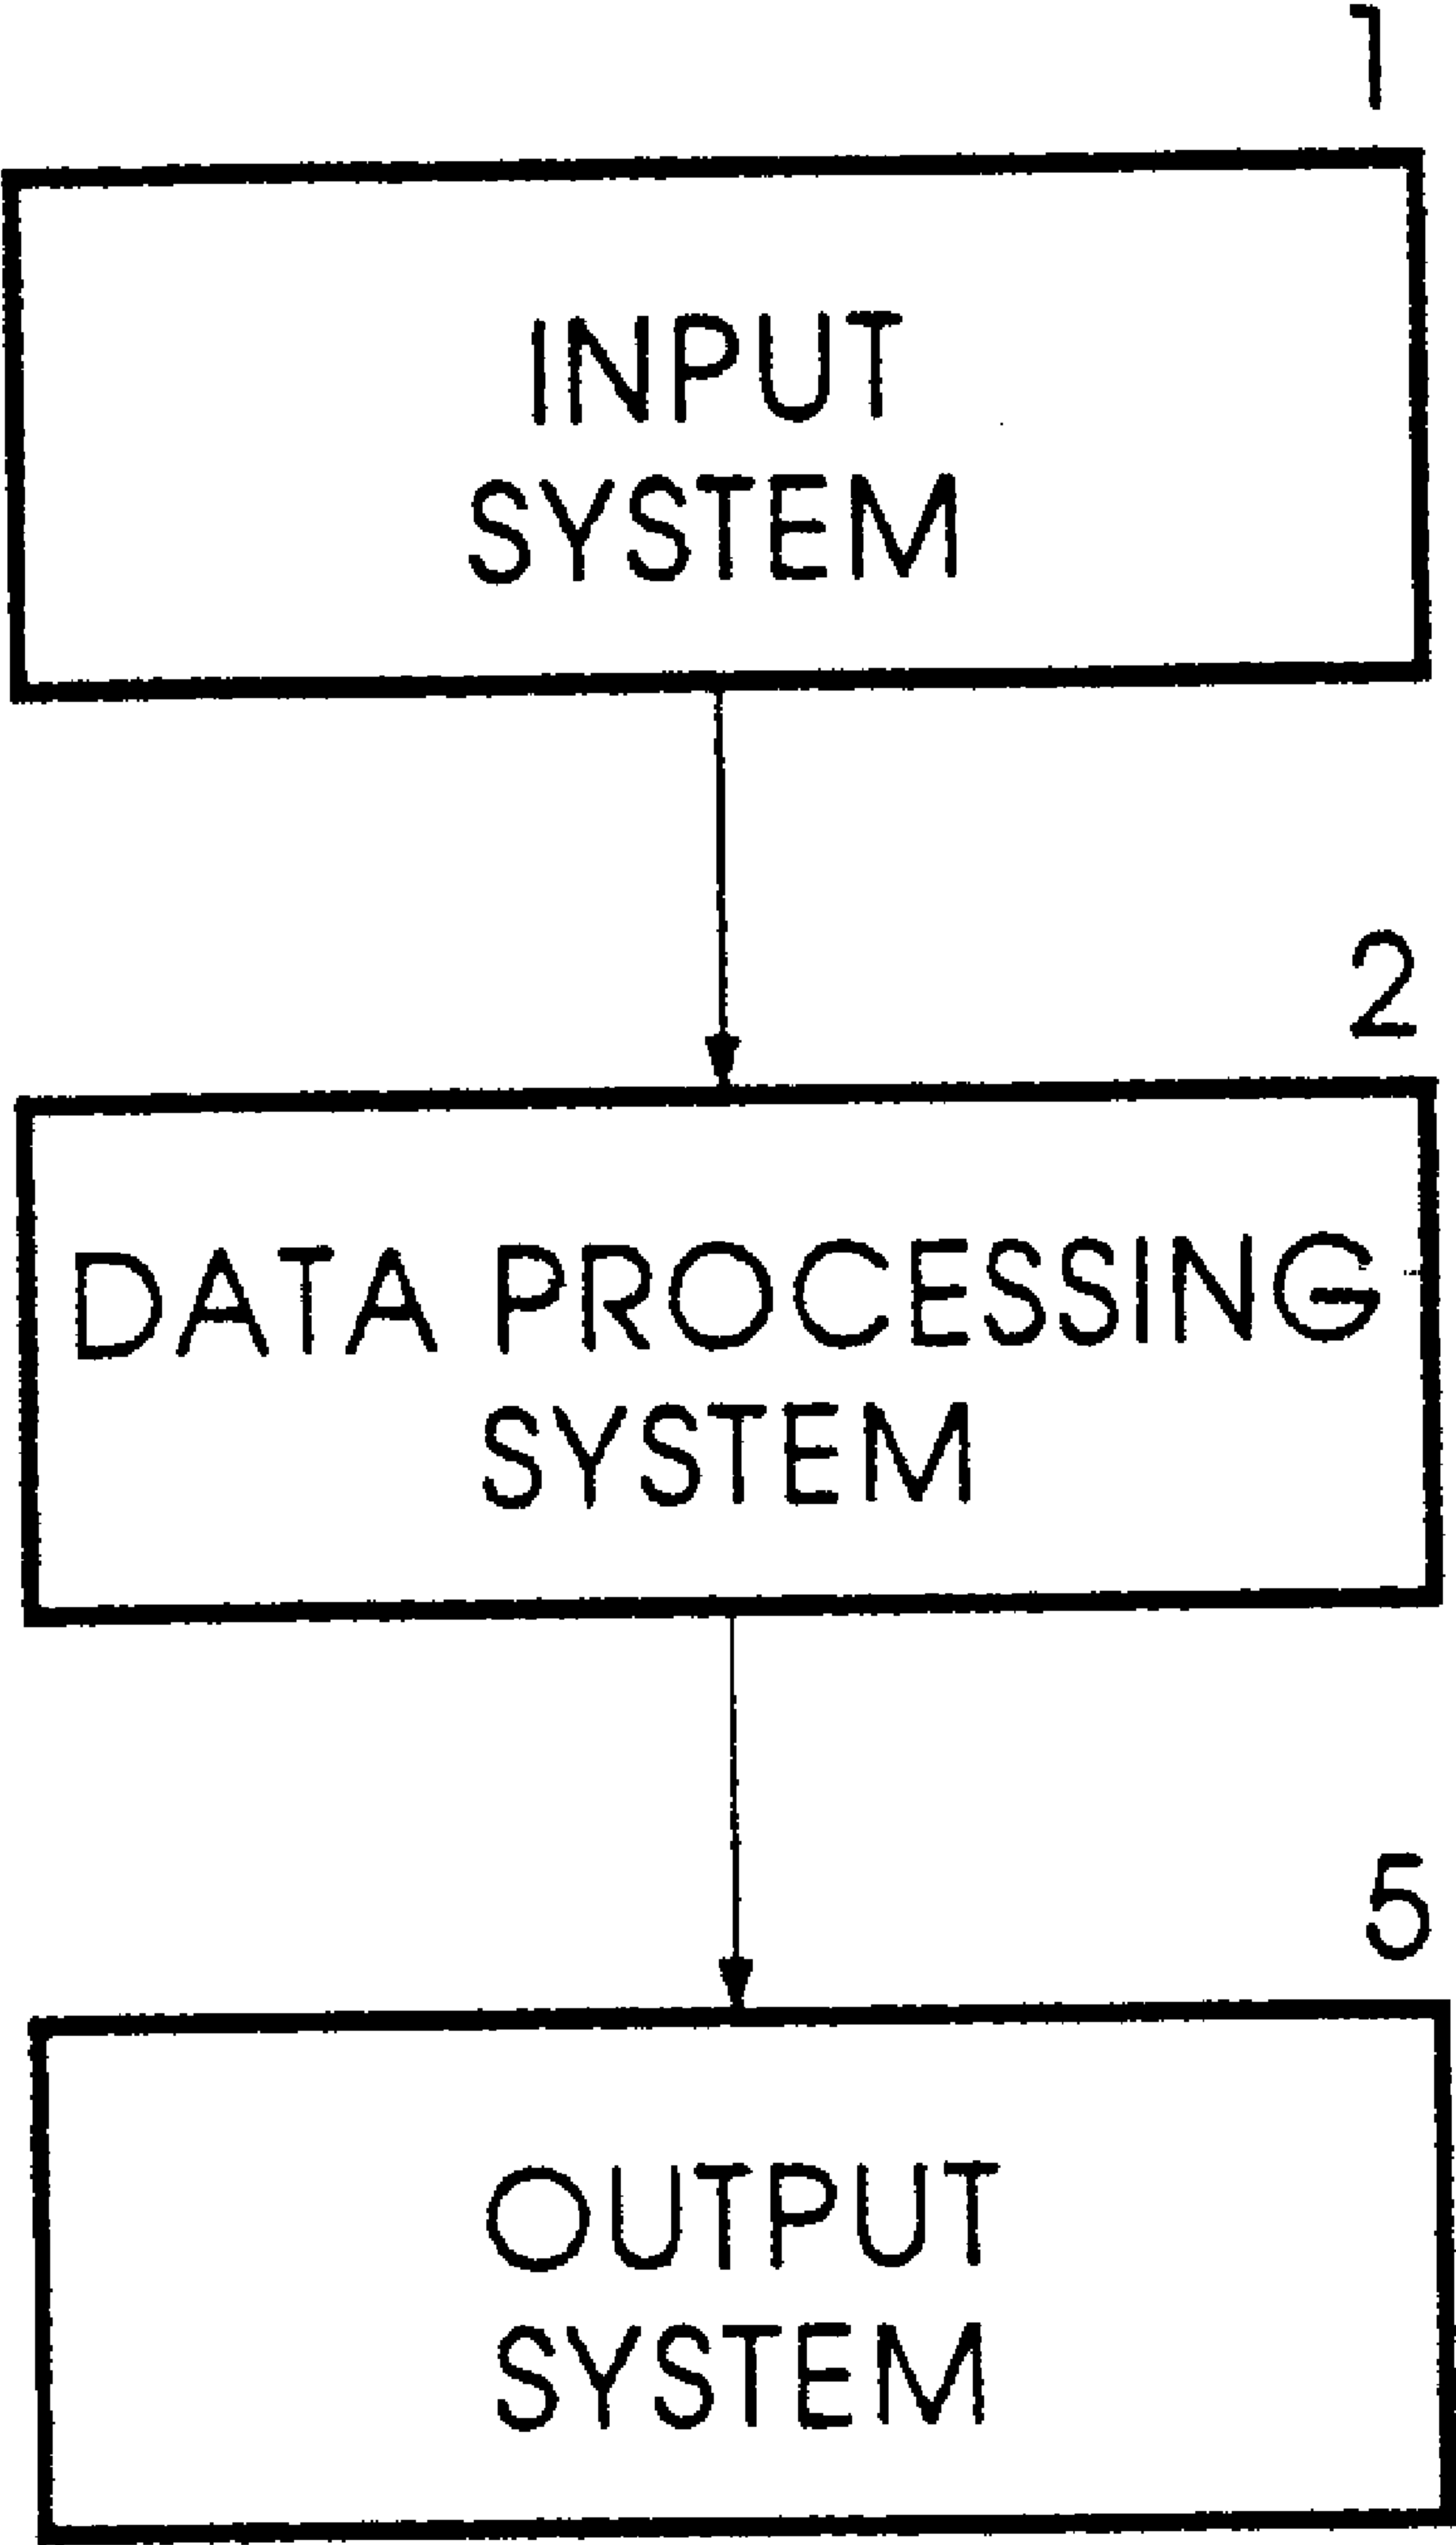 1
INPUT
SYSTEM
2
DATA PROCESSING
SYSTEM
5
OUTPUT
SYSTEM